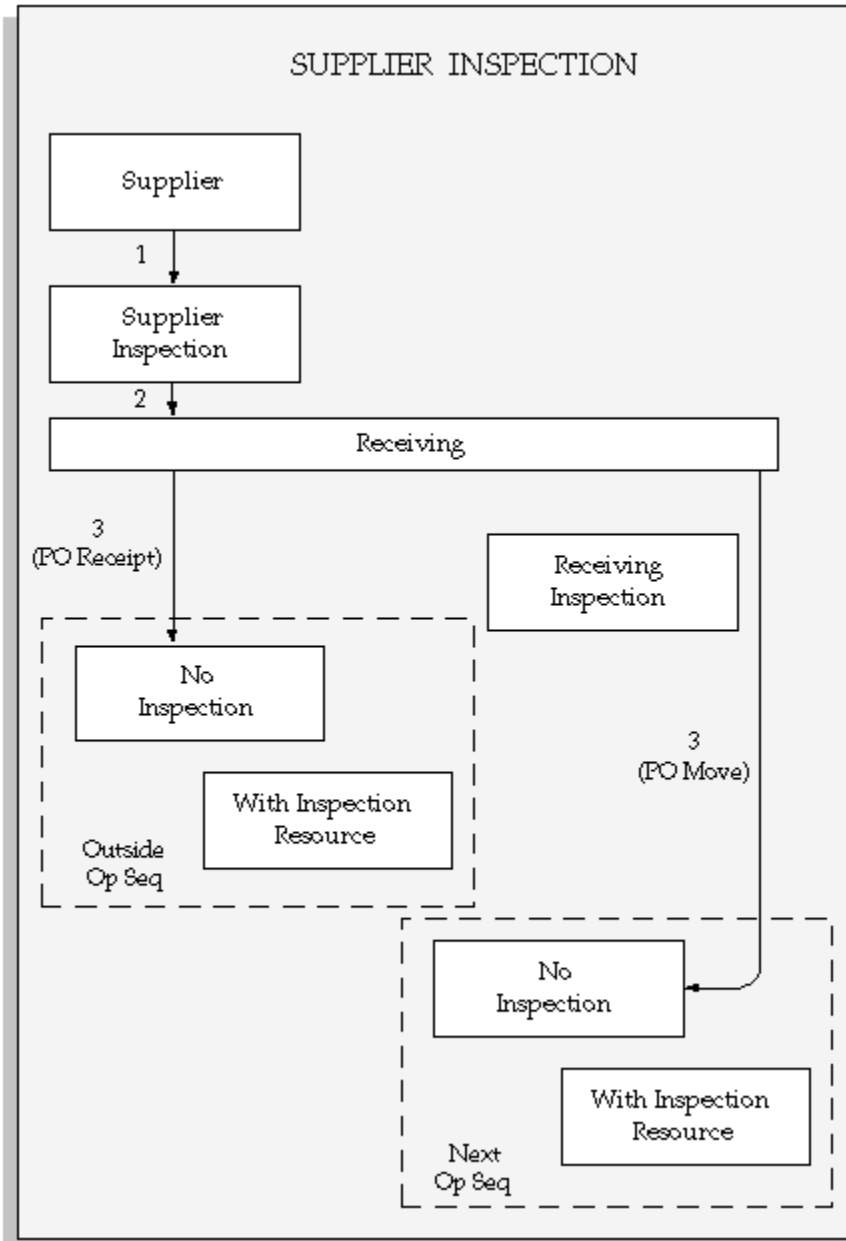 SUPPLIER INSPECTION
Supplier
1
Supplier
Inspection
2
Receiving
3
(PO Receipt)
Receiving
Inspection
No
Inspection
3
(PO Move)
With Inspection
Resource
Outside
Op Seq
No
Inspection
With Inspection
Resource
Next
Op Seq